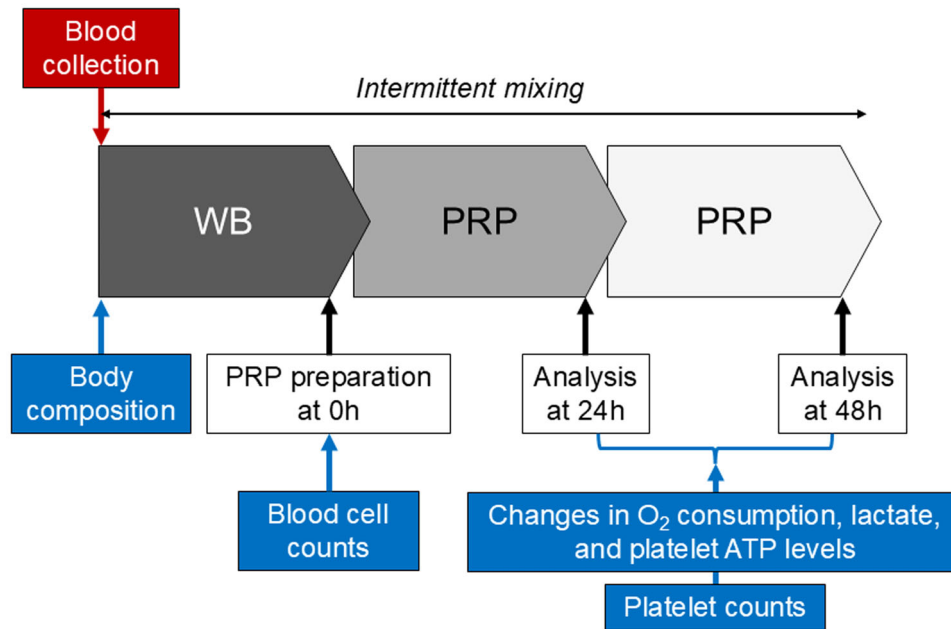 Blood
collection
Intermittent mixing
WB
PRP
PRP
Body
composition
PRP preparation
at 0h
Analysis
at 24h
Analysis
at 48h
Blood cell
counts
Changes in O₂ consumption, lactate,
and platelet ATP levels
Platelet counts